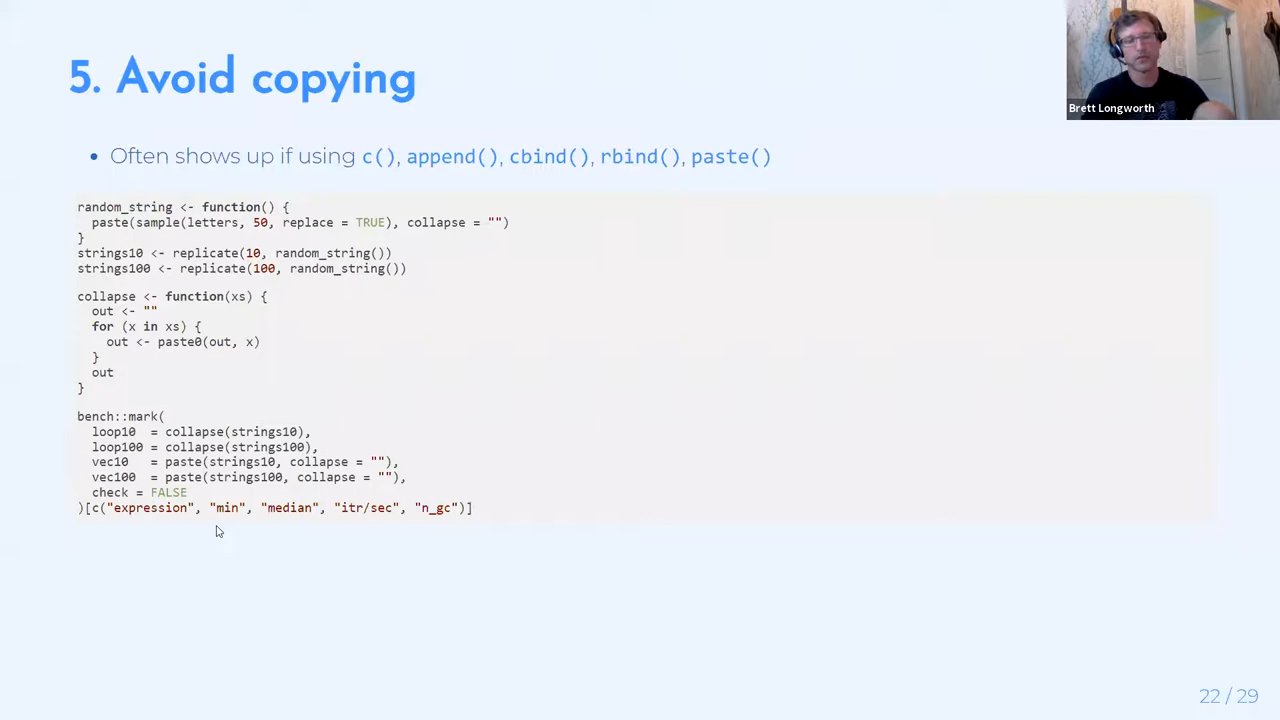 5. Avoid copying
Brett Longworth
• Often shows up if using c(), append(), cbind(), rbind(), paste()
random_string <- function() {
  paste(sample(letters, 50, replace = TRUE), collapse = "")
}
strings10 <- replicate(10, random_string())
strings100 <- replicate(100, random_string())
collapse <- function(xs) {
  out <- ""
  for (x in xs) {
    out <- paste0(out, x)
  }
  out
}
bench::mark(
  loop10  = collapse(strings10),
  loop100 = collapse(strings100),
  vec10   = paste(strings10, collapse = ""),
  vec100  = paste(strings100, collapse = ""),
  check = FALSE
)[c("expression", "min", "median", "itr/sec", "n_gc")]
22 / 29